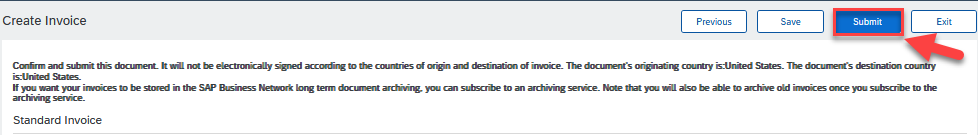 Create Invoice
Previous
Save
Submit
Exit
Confirm and submit this document. It will not be electronically signed according to the countries of origin and destination of invoice. The document's originating country is:United States. The document's destination country
is:United States.
If you want your invoices to be stored in the SAP Business Network long term document archiving, you can subscribe to an archiving service. Note that you will also be able to archive old invoices once you subscribe to the
archiving service.
Standard Invoice